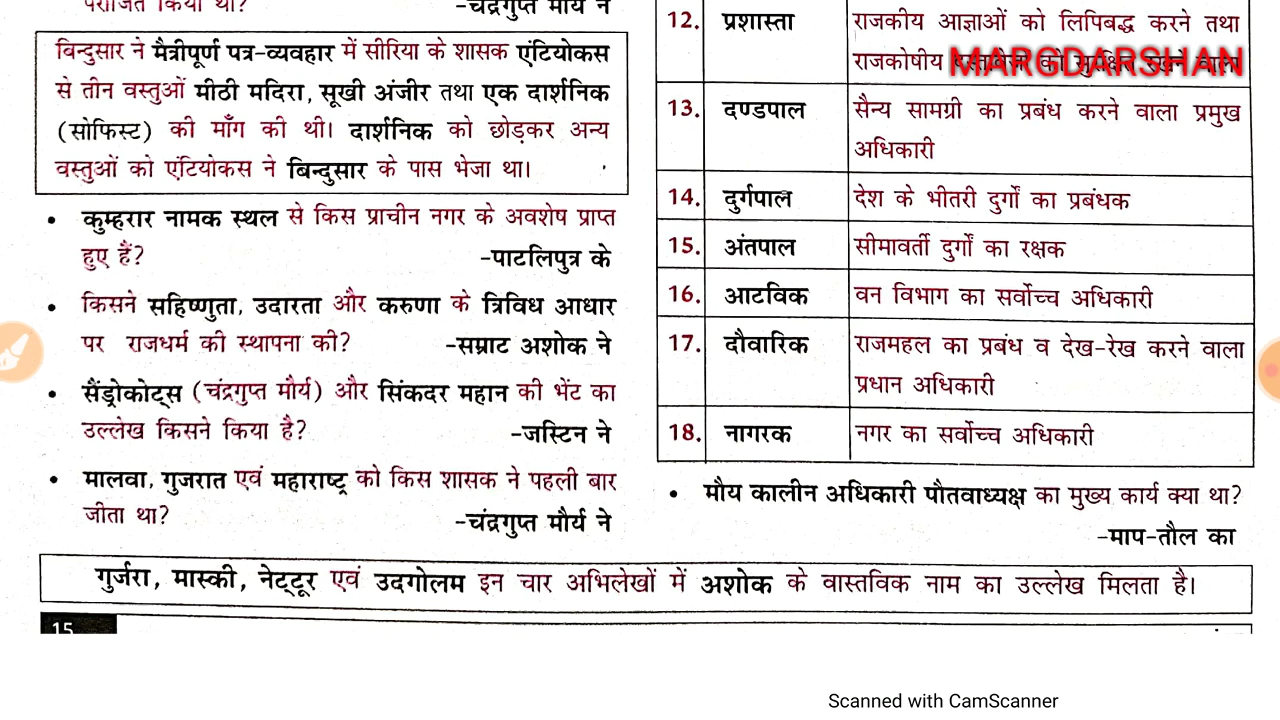 पराजित किया था? -चंद्रगुप्त मौर्य ने
बिन्दुसार ने मैत्रीपूर्ण पत्र-व्यवहार में सीरिया के शासक एंटियोकस
से तीन वस्तुओं मीठी मदिरा, सूखी अंजीर तथा एक दार्शनिक
(सोफिस्ट) की माँग की थी। दार्शनिक को छोड़कर अन्य
वस्तुओं को एंटियोकस ने बिन्दुसार के पास भेजा था।
• कुम्हरार नामक स्थल से किस प्राचीन नगर के अवशेष प्राप्त
हुए हैं? -पाटलिपुत्र के
• किसने सहिष्णुता, उदारता और करुणा के त्रिविध आधार
पर राजधर्म की स्थापना की? -सम्राट अशोक ने
• सैंड्रोकोट्स (चंद्रगुप्त मौर्य) और सिंकदर महान की भेंट का
उल्लेख किसने किया है? -जस्टिन ने
• मालवा, गुजरात एवं महाराष्ट्र को किस शासक ने पहली बार
जीता था? -चंद्रगुप्त मौर्य ने
12. प्रशास्ता राजकीय आज्ञाओं को लिपिबद्ध करने तथा
राजकोषीय को सुरक्षित रखने वाला
MARGDARSHAN
13. दण्डपाल सैन्य सामग्री का प्रबंध करने वाला प्रमुख
अधिकारी
14. दुर्गपाल देश के भीतरी दुर्गों का प्रबंधक
15. अंतपाल सीमावर्ती दुर्गों का रक्षक
16. आटविक वन विभाग का सर्वोच्च अधिकारी
17. दौवारिक राजमहल का प्रबंध व देख-रेख करने वाला
प्रधान अधिकारी
18. नागरक नगर का सर्वोच्च अधिकारी
• मौय कालीन अधिकारी पौतवाध्यक्ष का मुख्य कार्य क्या था?
-माप-तौल का
गुर्जरा, मास्की, नेट्टूर एवं उदगोलम इन चार अभिलेखों में अशोक के वास्तविक नाम का उल्लेख मिलता है।
15
Scanned with CamScanner